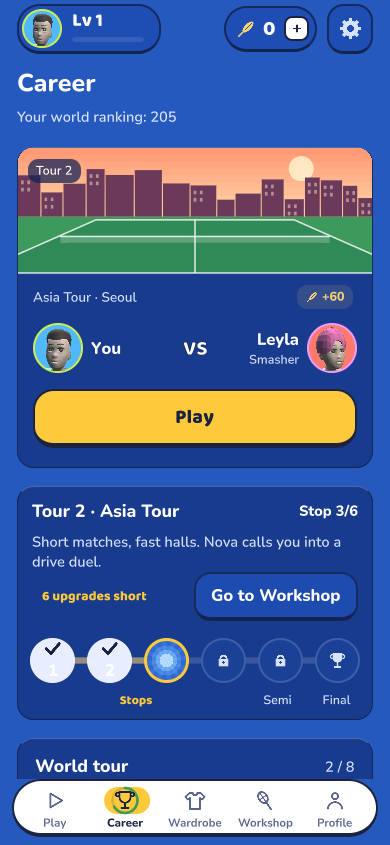 Lv 1
0
+
Career
Your world ranking: 205
Tour 2
Asia Tour · Seoul
+60
You
VS
Leyla
Smasher
Play
Tour 2 · Asia Tour
Stop 3/6
Short matches, fast halls. Nova calls you into a
drive duel.
6 upgrades short
Go to Workshop
1
2
Stops
Semi
Final
World tour
2 / 8
Play
Career
Wardrobe
Workshop
Profile